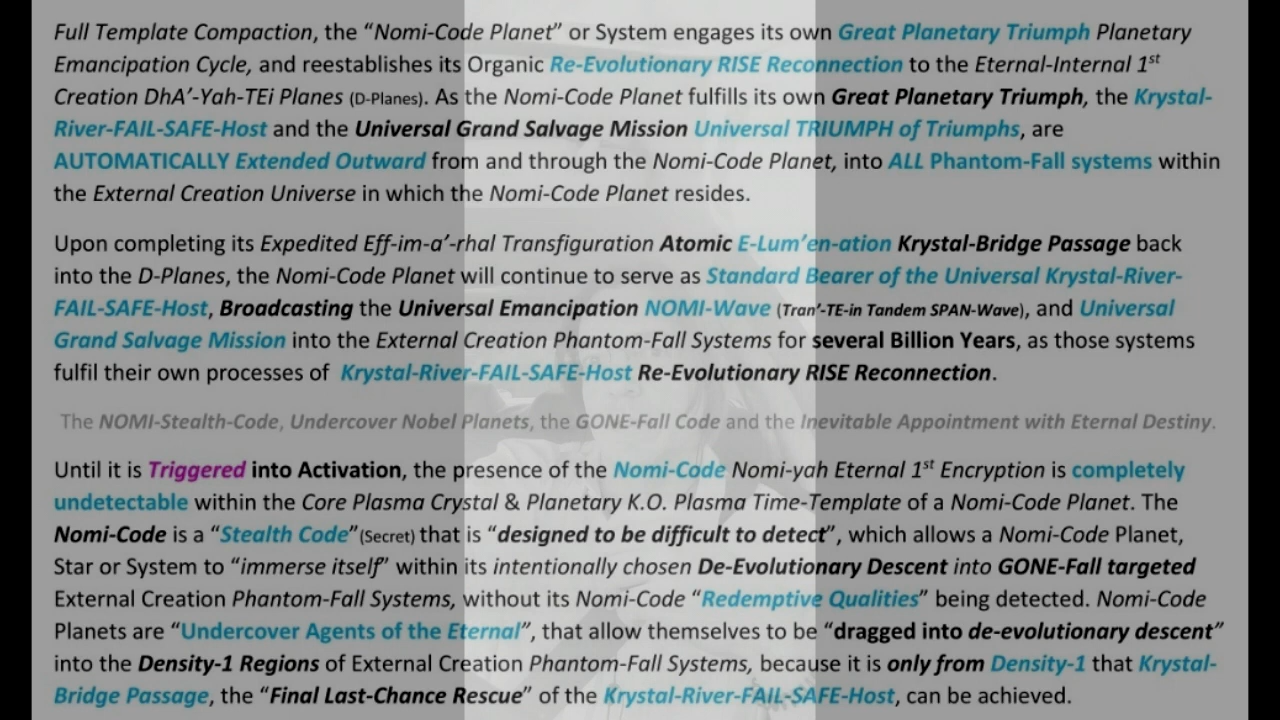 Full Template Compaction, the “Nomi-Code Planet” or System engages its own Great Planetary Triumph Planetary
Emancipation Cycle, and reestablishes its Organic Re-Evolutionary RISE Reconnection to the Eternal-Internal 1st
Creation DhA’-Yah-TEi Planes (D-Planes). As the Nomi-Code Planet fulfills its own Great Planetary Triumph, the Krystal-
River-FAIL-SAFE-Host and the Universal Grand Salvage Mission Universal TRIUMPH of Triumphs, are
AUTOMATICALLY Extended Outward from and through the Nomi-Code Planet, into ALL Phantom-Fall systems within
the External Creation Universe in which the Nomi-Code Planet resides.
Upon completing its Expedited Eff-im-a’-rhal Transfiguration Atomic E-Lum’en-ation Krystal-Bridge Passage back
into the D-Planes, the Nomi-Code Planet will continue to serve as Standard Bearer of the Universal Krystal-River-
FAIL-SAFE-Host, Broadcasting the Universal Emancipation NOMI-Wave (Tran’-TE-in Tandem SPAN-Wave), and Universal
Grand Salvage Mission into the External Creation Phantom-Fall Systems for several Billion Years, as those systems
fulfil their own processes of Krystal-River-FAIL-SAFE-Host Re-Evolutionary RISE Reconnection.
The NOMI-Stealth-Code, Undercover Nobel Planets, the GONE-Fall Code and the Inevitable Appointment with Eternal Destiny.
Until it is Triggered into Activation, the presence of the Nomi-Code Nomi-yah Eternal 1st Encryption is completely
undetectable within the Core Plasma Crystal & Planetary K.O. Plasma Time-Template of a Nomi-Code Planet. The
Nomi-Code is a “Stealth Code”(Secret) that is “designed to be difficult to detect”, which allows a Nomi-Code Planet,
Star or System to “immerse itself” within its intentionally chosen De-Evolutionary Descent into GONE-Fall targeted
External Creation Phantom-Fall Systems, without its Nomi-Code “Redemptive Qualities” being detected. Nomi-Code
Planets are “Undercover Agents of the Eternal”, that allow themselves to be “dragged into de-evolutionary descent”
into the Density-1 Regions of External Creation Phantom-Fall Systems, because it is only from Density-1 that Krystal-
Bridge Passage, the “Final Last-Chance Rescue” of the Krystal-River-FAIL-SAFE-Host, can be achieved.